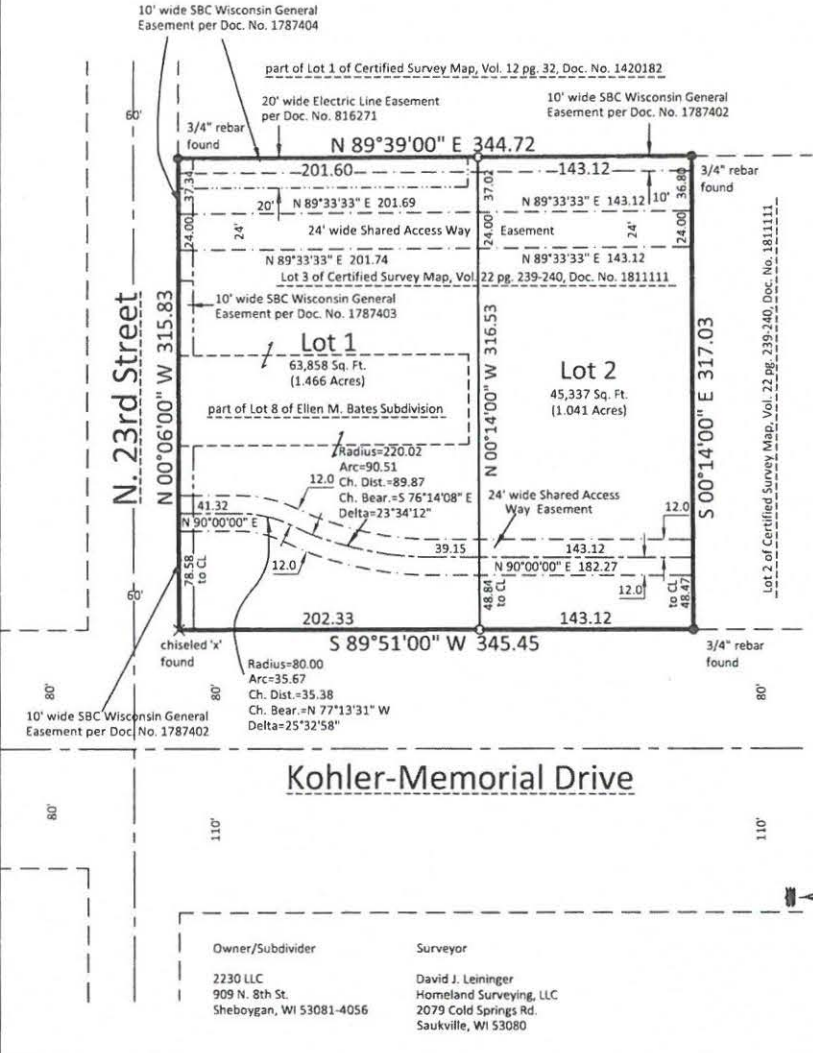 10' wide SBC Wisconsin General
Easement per Doc. No. 1787404
part of Lot 1 of Certified Survey Map, Vol. 12 pg. 32, Doc. No. 1420182
60'
3/4" rebar
found
20' wide Electric Line Easement
per Doc. No. 816271
10' wide SBC Wisconsin General
Easement per Doc. No. 1787402
N 89°39'00" E 344.72
201.60
143.12
3/4" rebar
found
37.34
37.02
36.80
20'
N 89°33'33" E 201.69
N 89°33'33" E 143.12
10'
24.00
24'
24' wide Shared Access Way
24.00
Easement
24'
24.00
N 89°33'33" E 201.74
N 89°33'33" E 143.12
Lot 3 of Certified Survey Map, Vol. 22 pg. 239-240, Doc. No. 1811111
Lot 2 of Certified Survey Map, Vol. 22 pg. 239-240, Doc. No. 1811111
10' wide SBC Wisconsin General
Easement per Doc. No. 1787403
N. 23rd Street
N 00°06'00" W 315.83
Lot 1
63,858 Sq. Ft.
(1.466 Acres)
N 00°14'00" W 316.53
Lot 2
45,337 Sq. Ft.
(1.041 Acres)
S 00°14'00" E 317.03
part of Lot 8 of Ellen M. Bates Subdivision
Radius=220.02
Arc=90.51
Ch. Dist.=89.87
Ch. Bear.=S 76°14'08" E
Delta=23°34'12"
12.0
41.32
N 90°00'00" E
24' wide Shared Access
Way Easement
12.0
39.15
143.12
N 90°00'00" E 182.27
12.0
12.0
78.58
to CL
48.84
to CL
48.47
to CL
60'
202.33
143.12
S 89°51'00" W 345.45
chiseled 'x'
found
3/4" rebar
found
Radius=80.00
Arc=35.67
Ch. Dist.=35.38
Ch. Bear.=N 77°13'31" W
Delta=25°32'58"
80'
80'
80'
10' wide SBC Wisconsin General
Easement per Doc. No. 1787402
Kohler-Memorial Drive
80'
110'
110'
Owner/Subdivider
2230 LLC
909 N. 8th St.
Sheboygan, WI 53081-4056
Surveyor
David J. Leininger
Homeland Surveying, LLC
2079 Cold Springs Rd.
Saukville, WI 53080